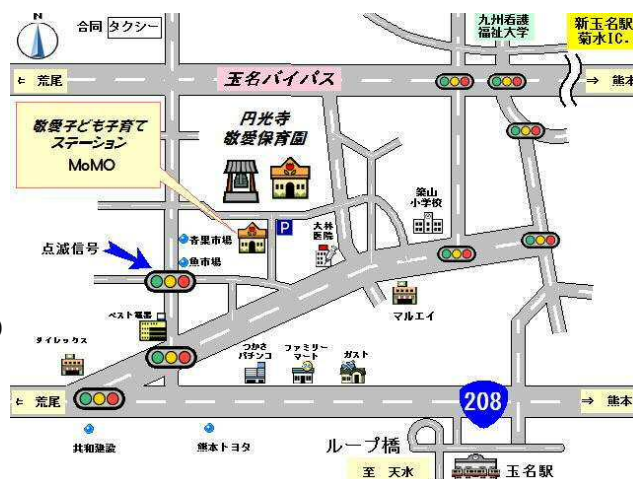 N
合同 タクシー
九州看護
福祉大学
新玉名駅
菊水IC.
⇐ 荒尾
玉名バイパス
⇒ 熊本
敬愛子ども子育て
ステーション
MoMO
円光寺
敬愛保育園
築山
小学校
P
青果市場
大林
医院
点滅信号
魚市場
ベスト電器
マルエイ
ダイレックス
つかさ
パチンコ
ファミリー
マート
ガスト
⇐ 荒尾
208
⇒ 熊本
共和建設
熊本トヨタ
ループ橋
至 天水
玉名駅